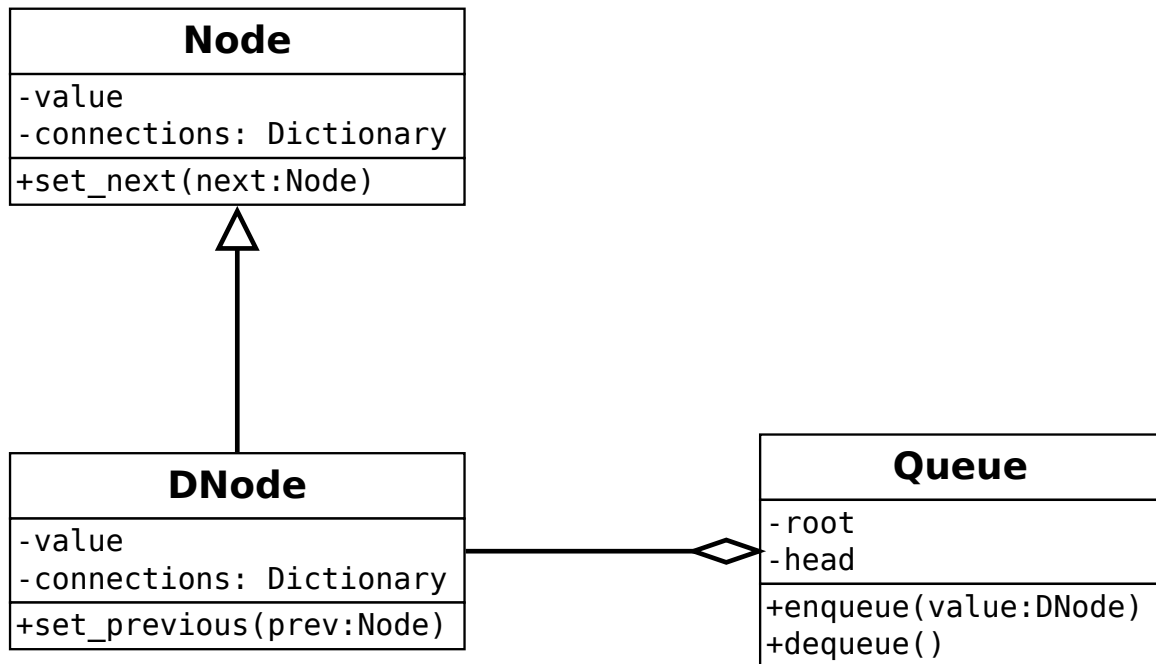 Node
-value
-connections: Dictionary
+set_next(next:Node)
DNode
-value
-connections: Dictionary
+set_previous(prev:Node)
Queue
-root
-head
+enqueue(value:DNode)
+dequeue()